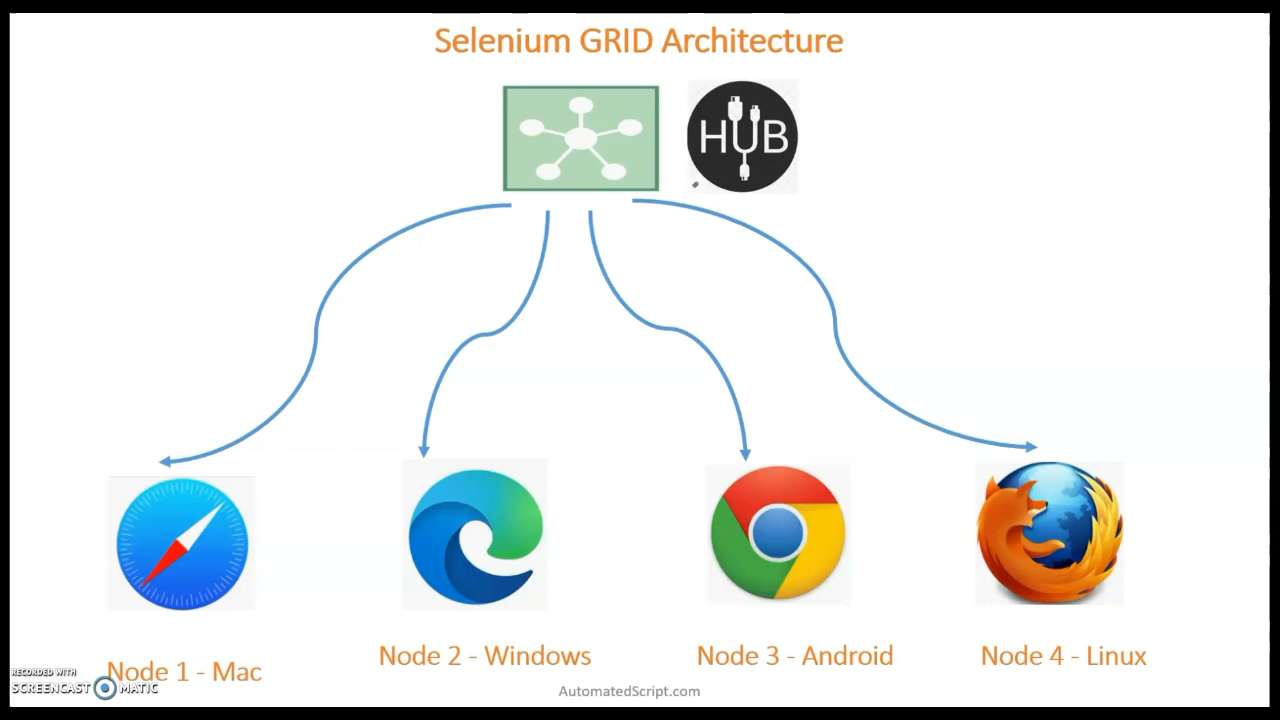 Selenium GRID Architecture
HUB
Node 1 - Mac
Node 2 - Windows
Node 3 - Android
Node 4 - Linux
RECORDED WITH
SCREENCAST MATIC
AutomatedScript.com